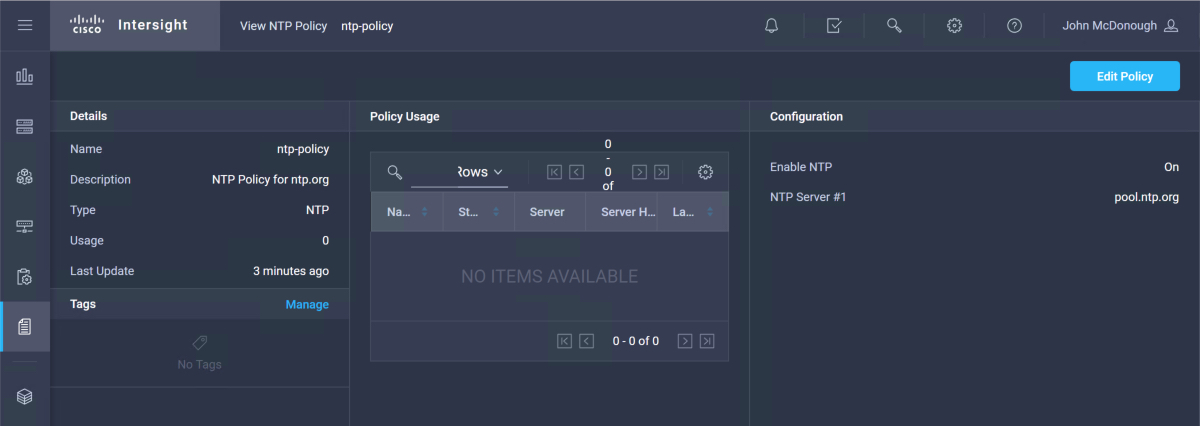 CISCO Intersight View NTP Policy ntp-policy John McDonough
Edit Policy
Details
Name ntp-policy
Description NTP Policy for ntp.org
Type NTP
Usage 0
Last Update 3 minutes ago
Tags Manage
No Tags
Policy Usage
0
-
Rows 0
of
Na... St... Server Server H... La...
NO ITEMS AVAILABLE
0 - 0 of 0
Configuration
Enable NTP On
NTP Server #1 pool.ntp.org